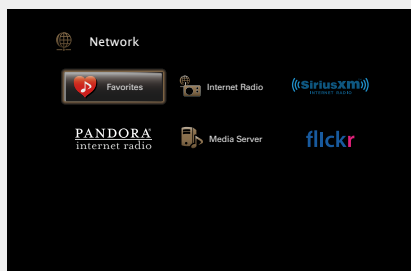 Network
Favorites
Internet Radio
((SiriusXM))
INTERNET RADIO
PANDORA®
internet radio
Media Server
flickr